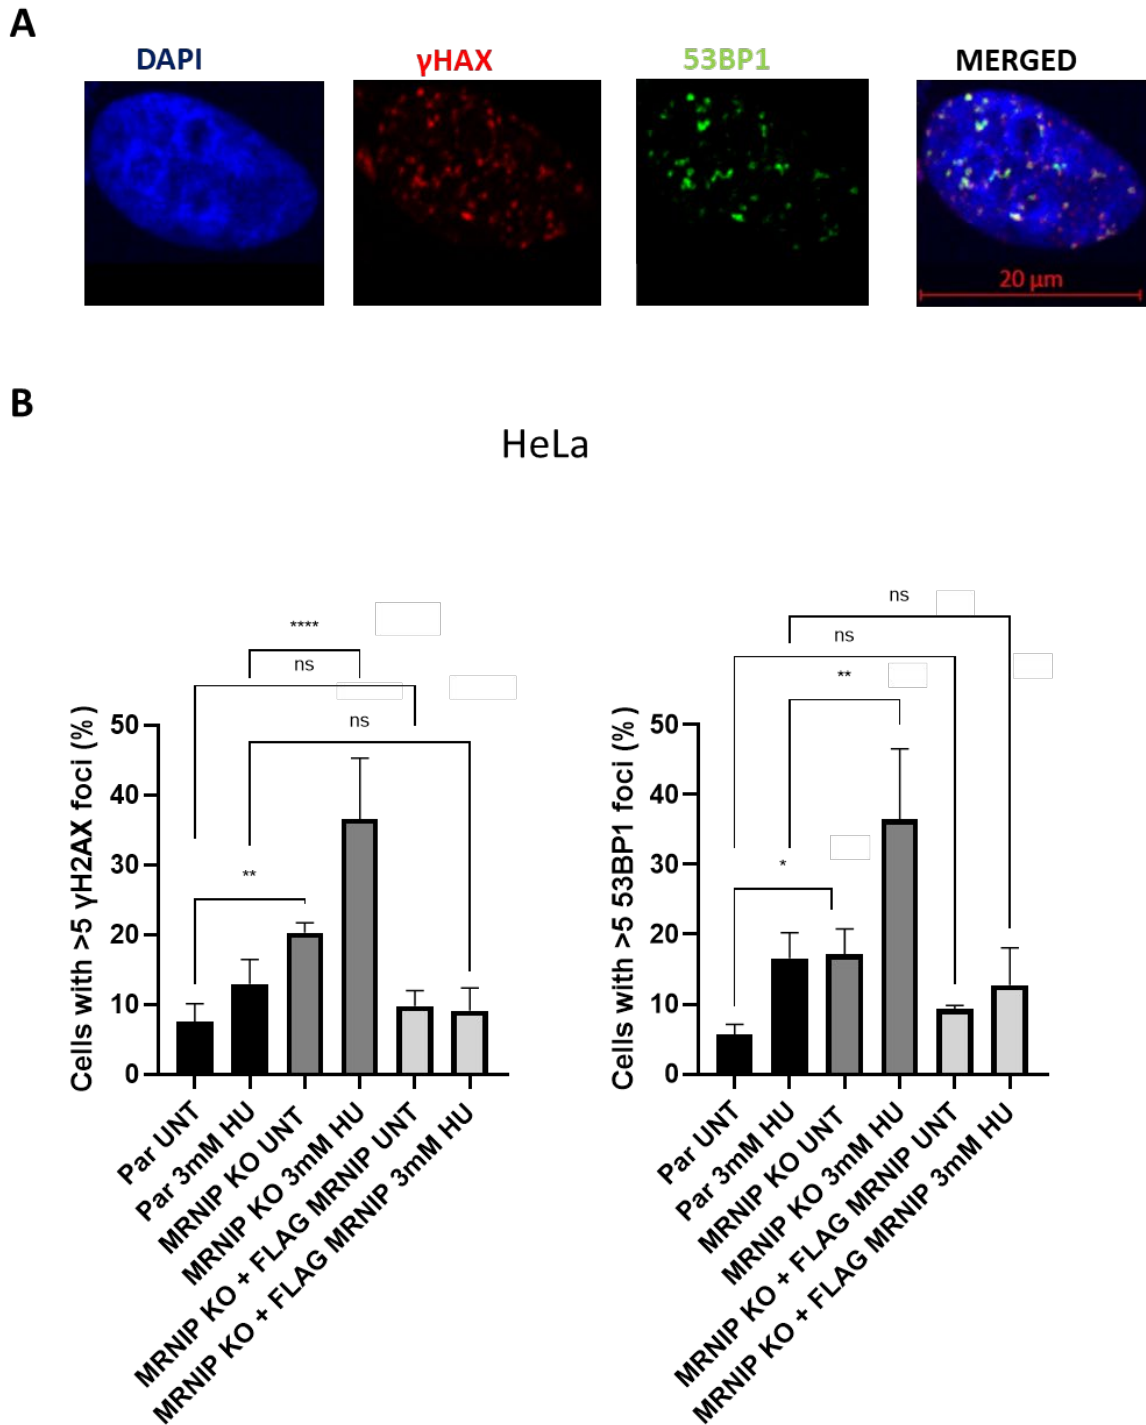 A
DAPI
γHAX
53BP1
MERGED
20 μm
B
HeLa
Cells with >5 γH2AX foci (%)
50
40
30
20
10
0
****
ns
ns
**
Par UNT
Par 3mM HU
MRNIP KO UNT
MRNIP KO 3mM HU
MRNIP KO + FLAG MRNIP UNT
MRNIP KO + FLAG MRNIP 3mM HU
Cells with >5 53BP1 foci (%)
50
40
30
20
10
0
ns
ns
**
*
Par UNT
Par 3mM HU
MRNIP KO UNT
MRNIP KO 3mM HU
MRNIP KO + FLAG MRNIP UNT
MRNIP KO + FLAG MRNIP 3mM HU